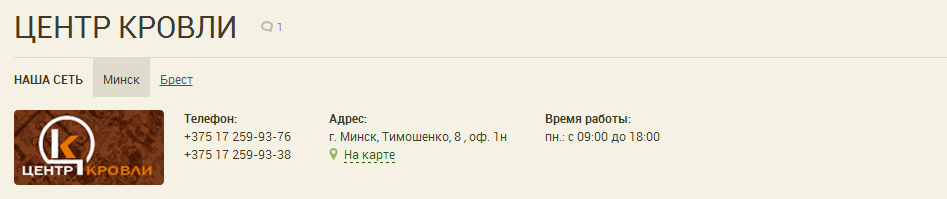 ЦЕНТР КРОВЛИ 1
НАША СЕТЬ Минск Брест
Телефон: Адрес: Время работы:
+375 17 259-93-76 г. Минск, Тимошенко, 8 , оф. 1н пн.: с 09:00 до 18:00
+375 17 259-93-38 На карте
К
ЦЕНТР КРОВЛИ